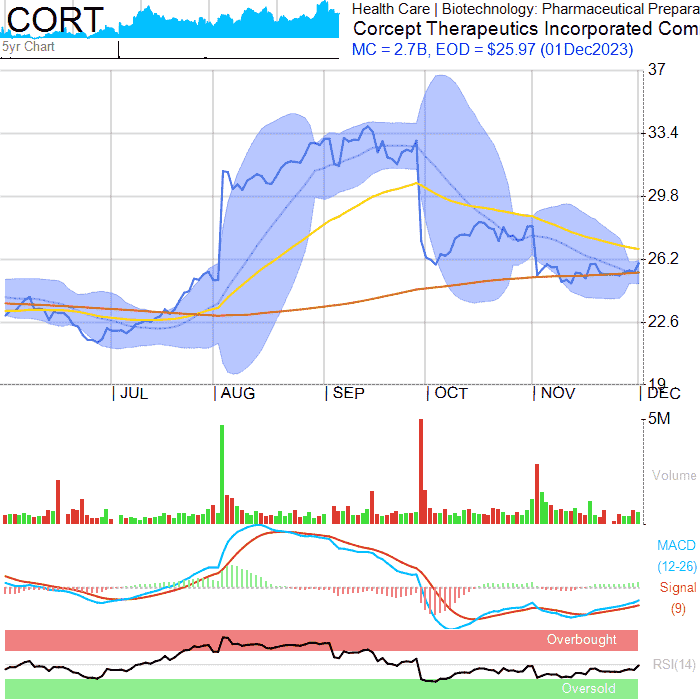 CORT
5yr Chart
Health Care | Biotechnology: Pharmaceutical Prepara
Corcept Therapeutics Incorporated Com
MC = 2.7B, EOD = $25.97 (01Dec2023)
37
33.4
29.8
26.2
22.6
19
JUL
AUG
SEP
OCT
NOV
DEC
5M
Volume
MACD
(12-26)
Signal
(9)
Overbought
RSI(14)
Oversold